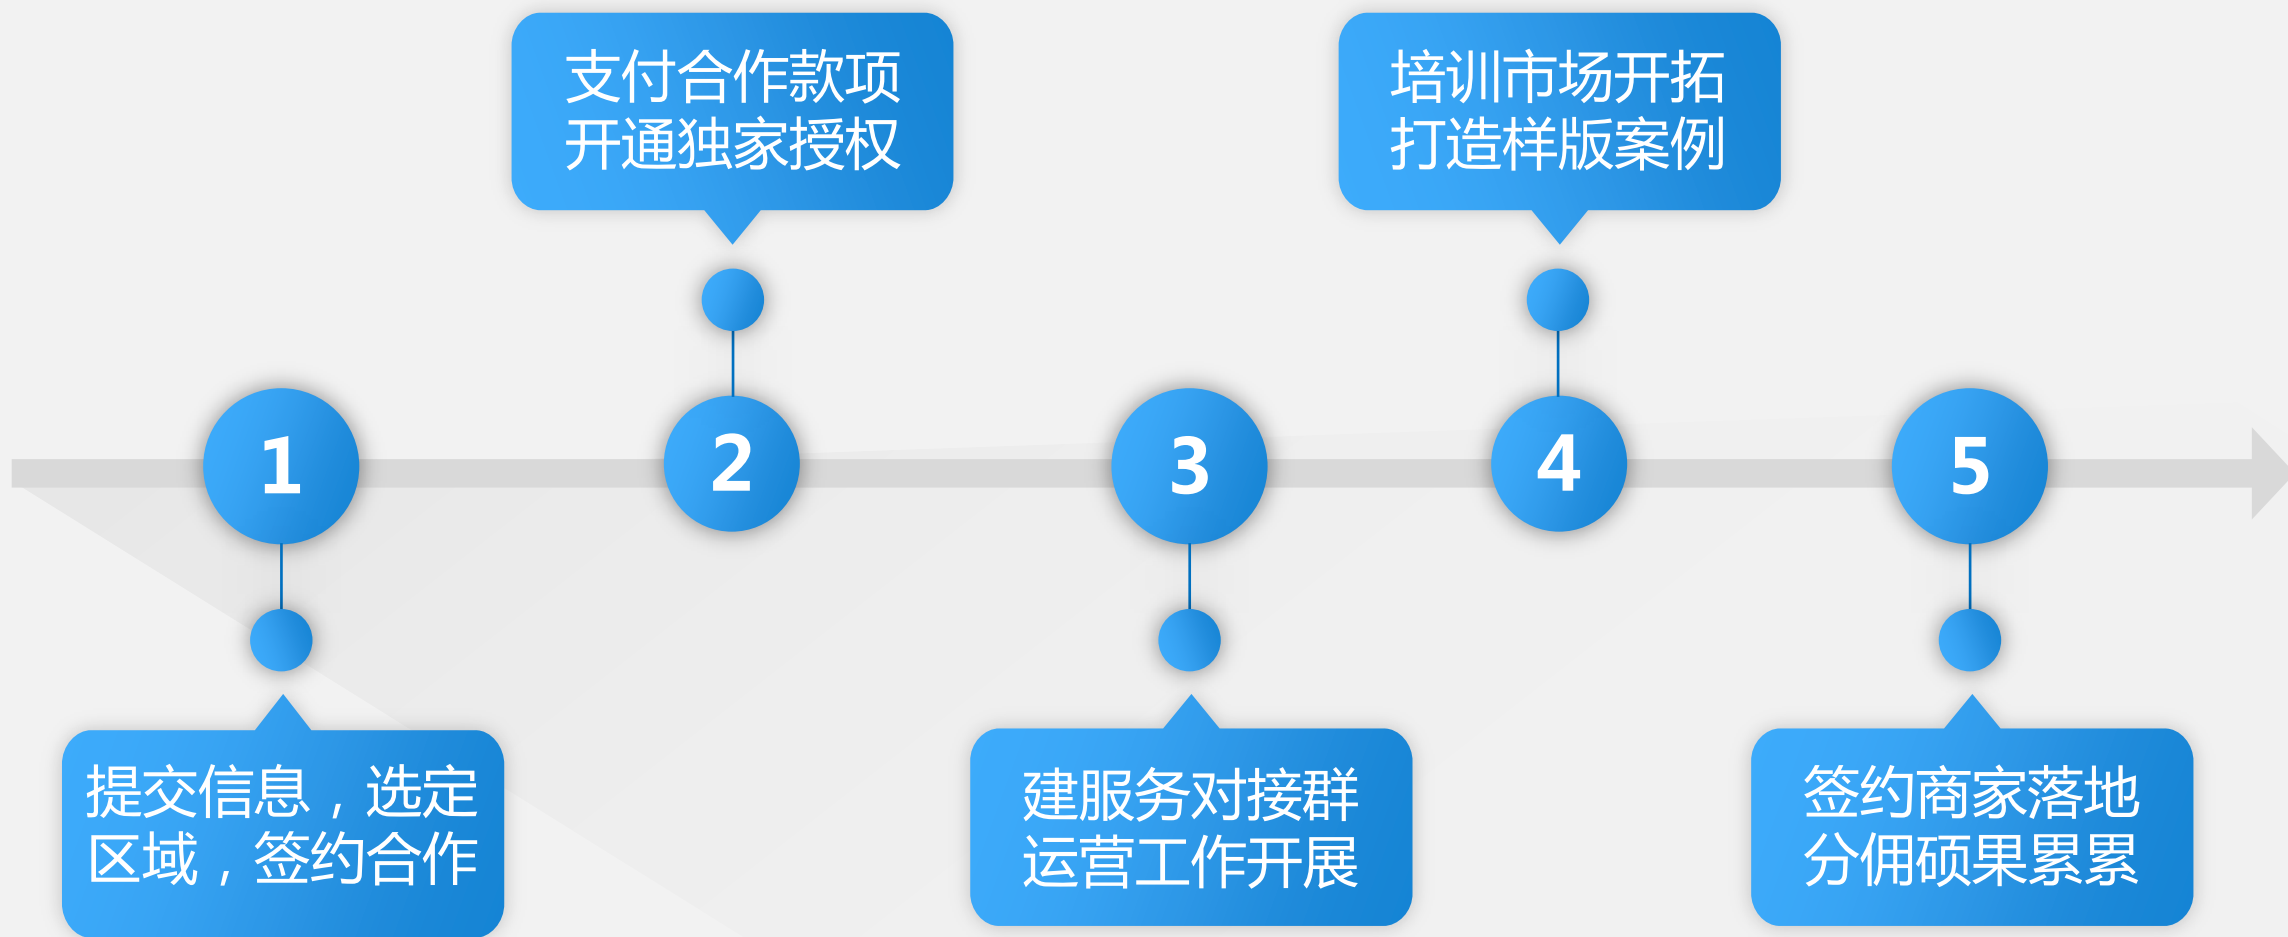 支付合作款项
开通独家授权
培训市场开拓
打造样版案例
1
2
3
4
5
提交信息，选定
区域，签约合作
建服务对接群
运营工作开展
签约商家落地
分佣硕果累累